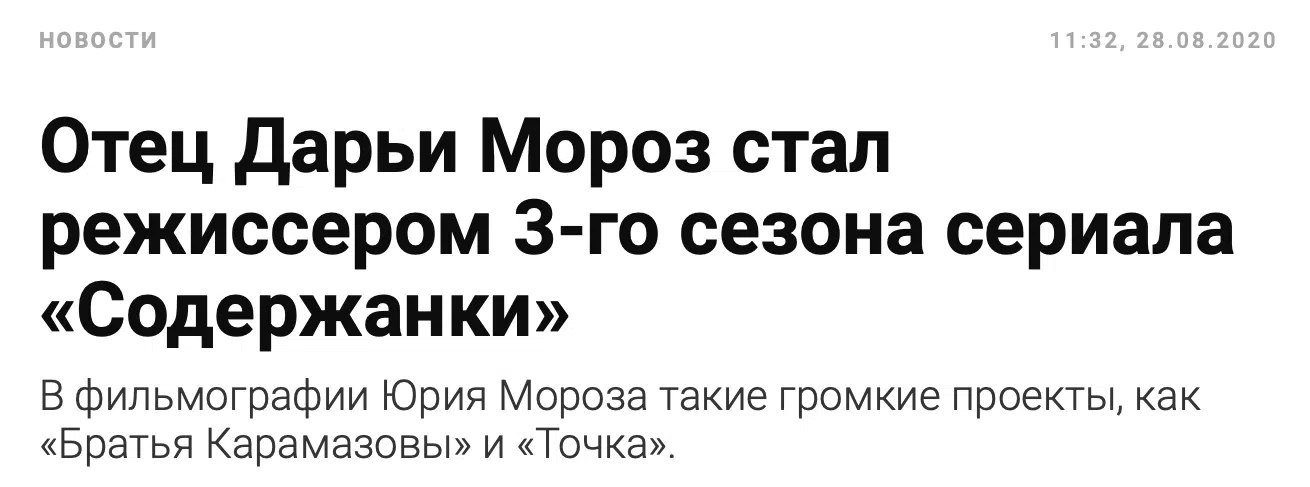 НОВОСТИ
11:32, 28.08.2020
Отец Дарьи Мороз стал
режиссером 3-го сезона сериала
«Содержанки»
В фильмографии Юрия Мороза такие громкие проекты, как
«Братья Карамазовы» и «Точка».